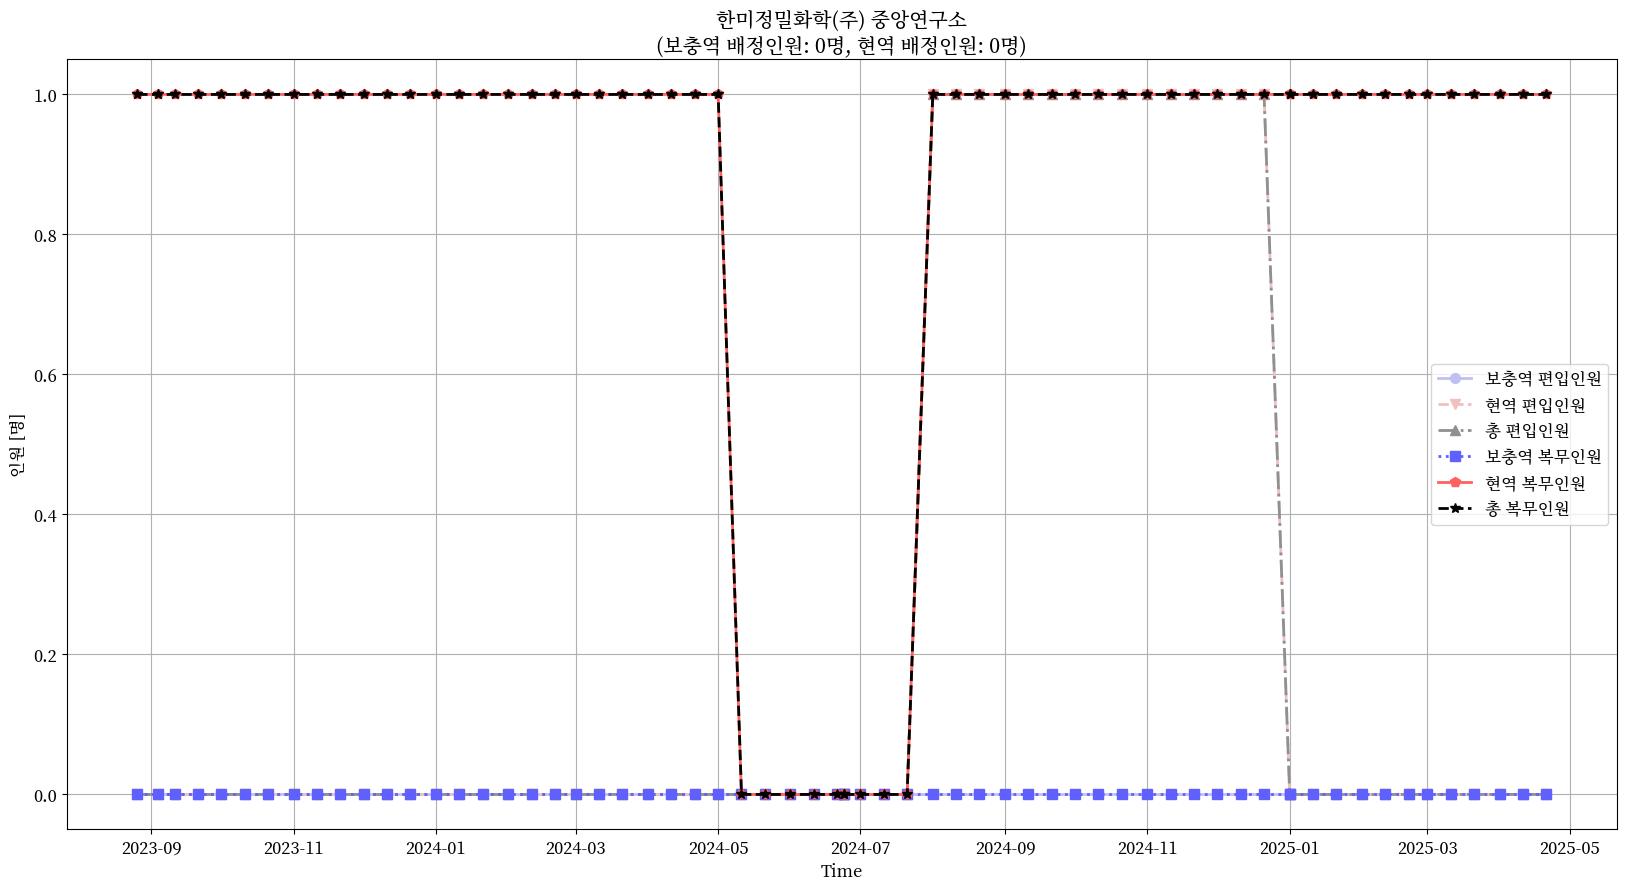 한미정밀화학(주) 중앙연구소
(보충역 배정인원: 0명, 현역 배정인원: 0명)
인원 [명]
1.0
0.8
0.6
0.4
0.2
0.0
보충역 편입인원
현역 편입인원
총 편입인원
보충역 복무인원
현역 복무인원
총 복무인원
2023-09 2023-11 2024-01 2024-03 2024-05 2024-07 2024-09 2024-11 2025-01 2025-03 2025-05
Time